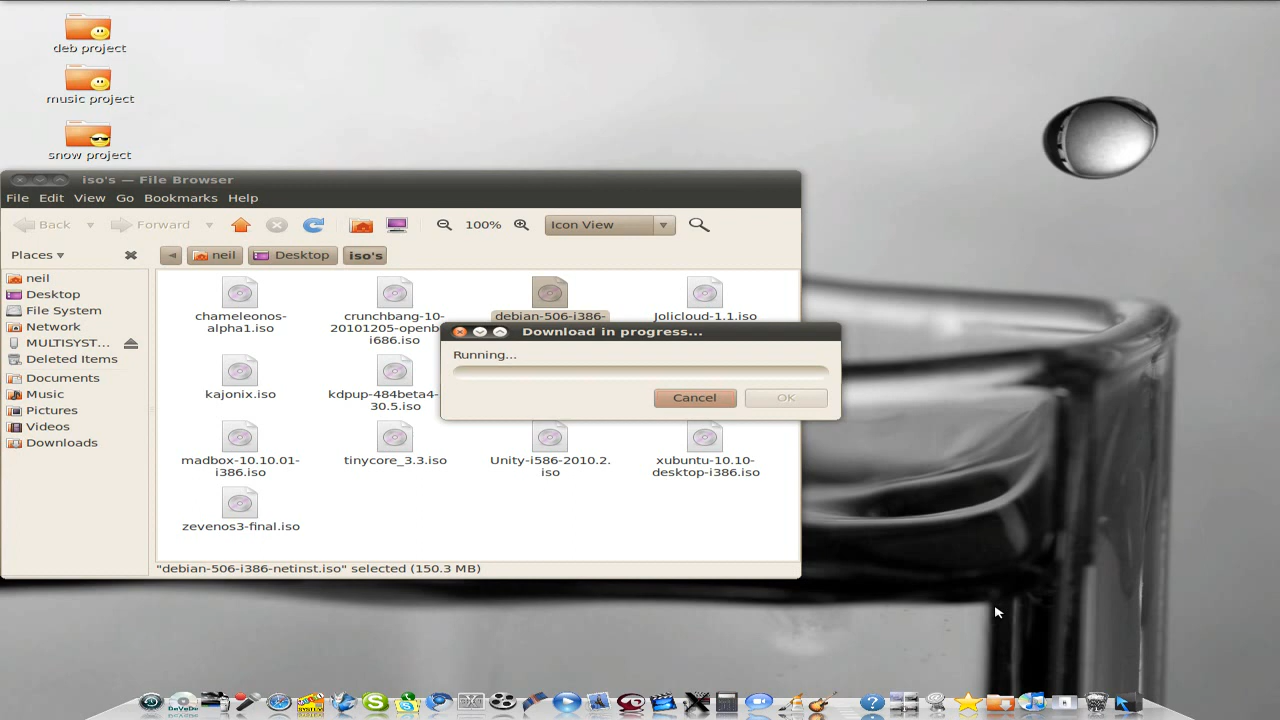 deb project
music project
snow project
iso's — File Browser
File Edit View Go Bookmarks Help
Back Forward 100% Icon View
Places neil Desktop iso's
neil
Desktop
File System
Network
MULTISYST...
Deleted Items
Documents
Music
Pictures
Videos
Downloads
chameleonos-
alpha1.iso
crunchbang-10-
20101205-openb
i686.iso
debian-506-i386-
Jolicloud-1.1.iso
Download in progress...
Running...
Cancel OK
kajonix.iso
kdpup-484beta4-
30.5.iso
madbox-10.10.01-
i386.iso
tinycore_3.3.iso
Unity-i586-2010.2.
iso
xubuntu-10.10-
desktop-i386.iso
zevenos3-final.iso
"debian-506-i386-netinst.iso" selected (150.3 MB)
DeVeDe